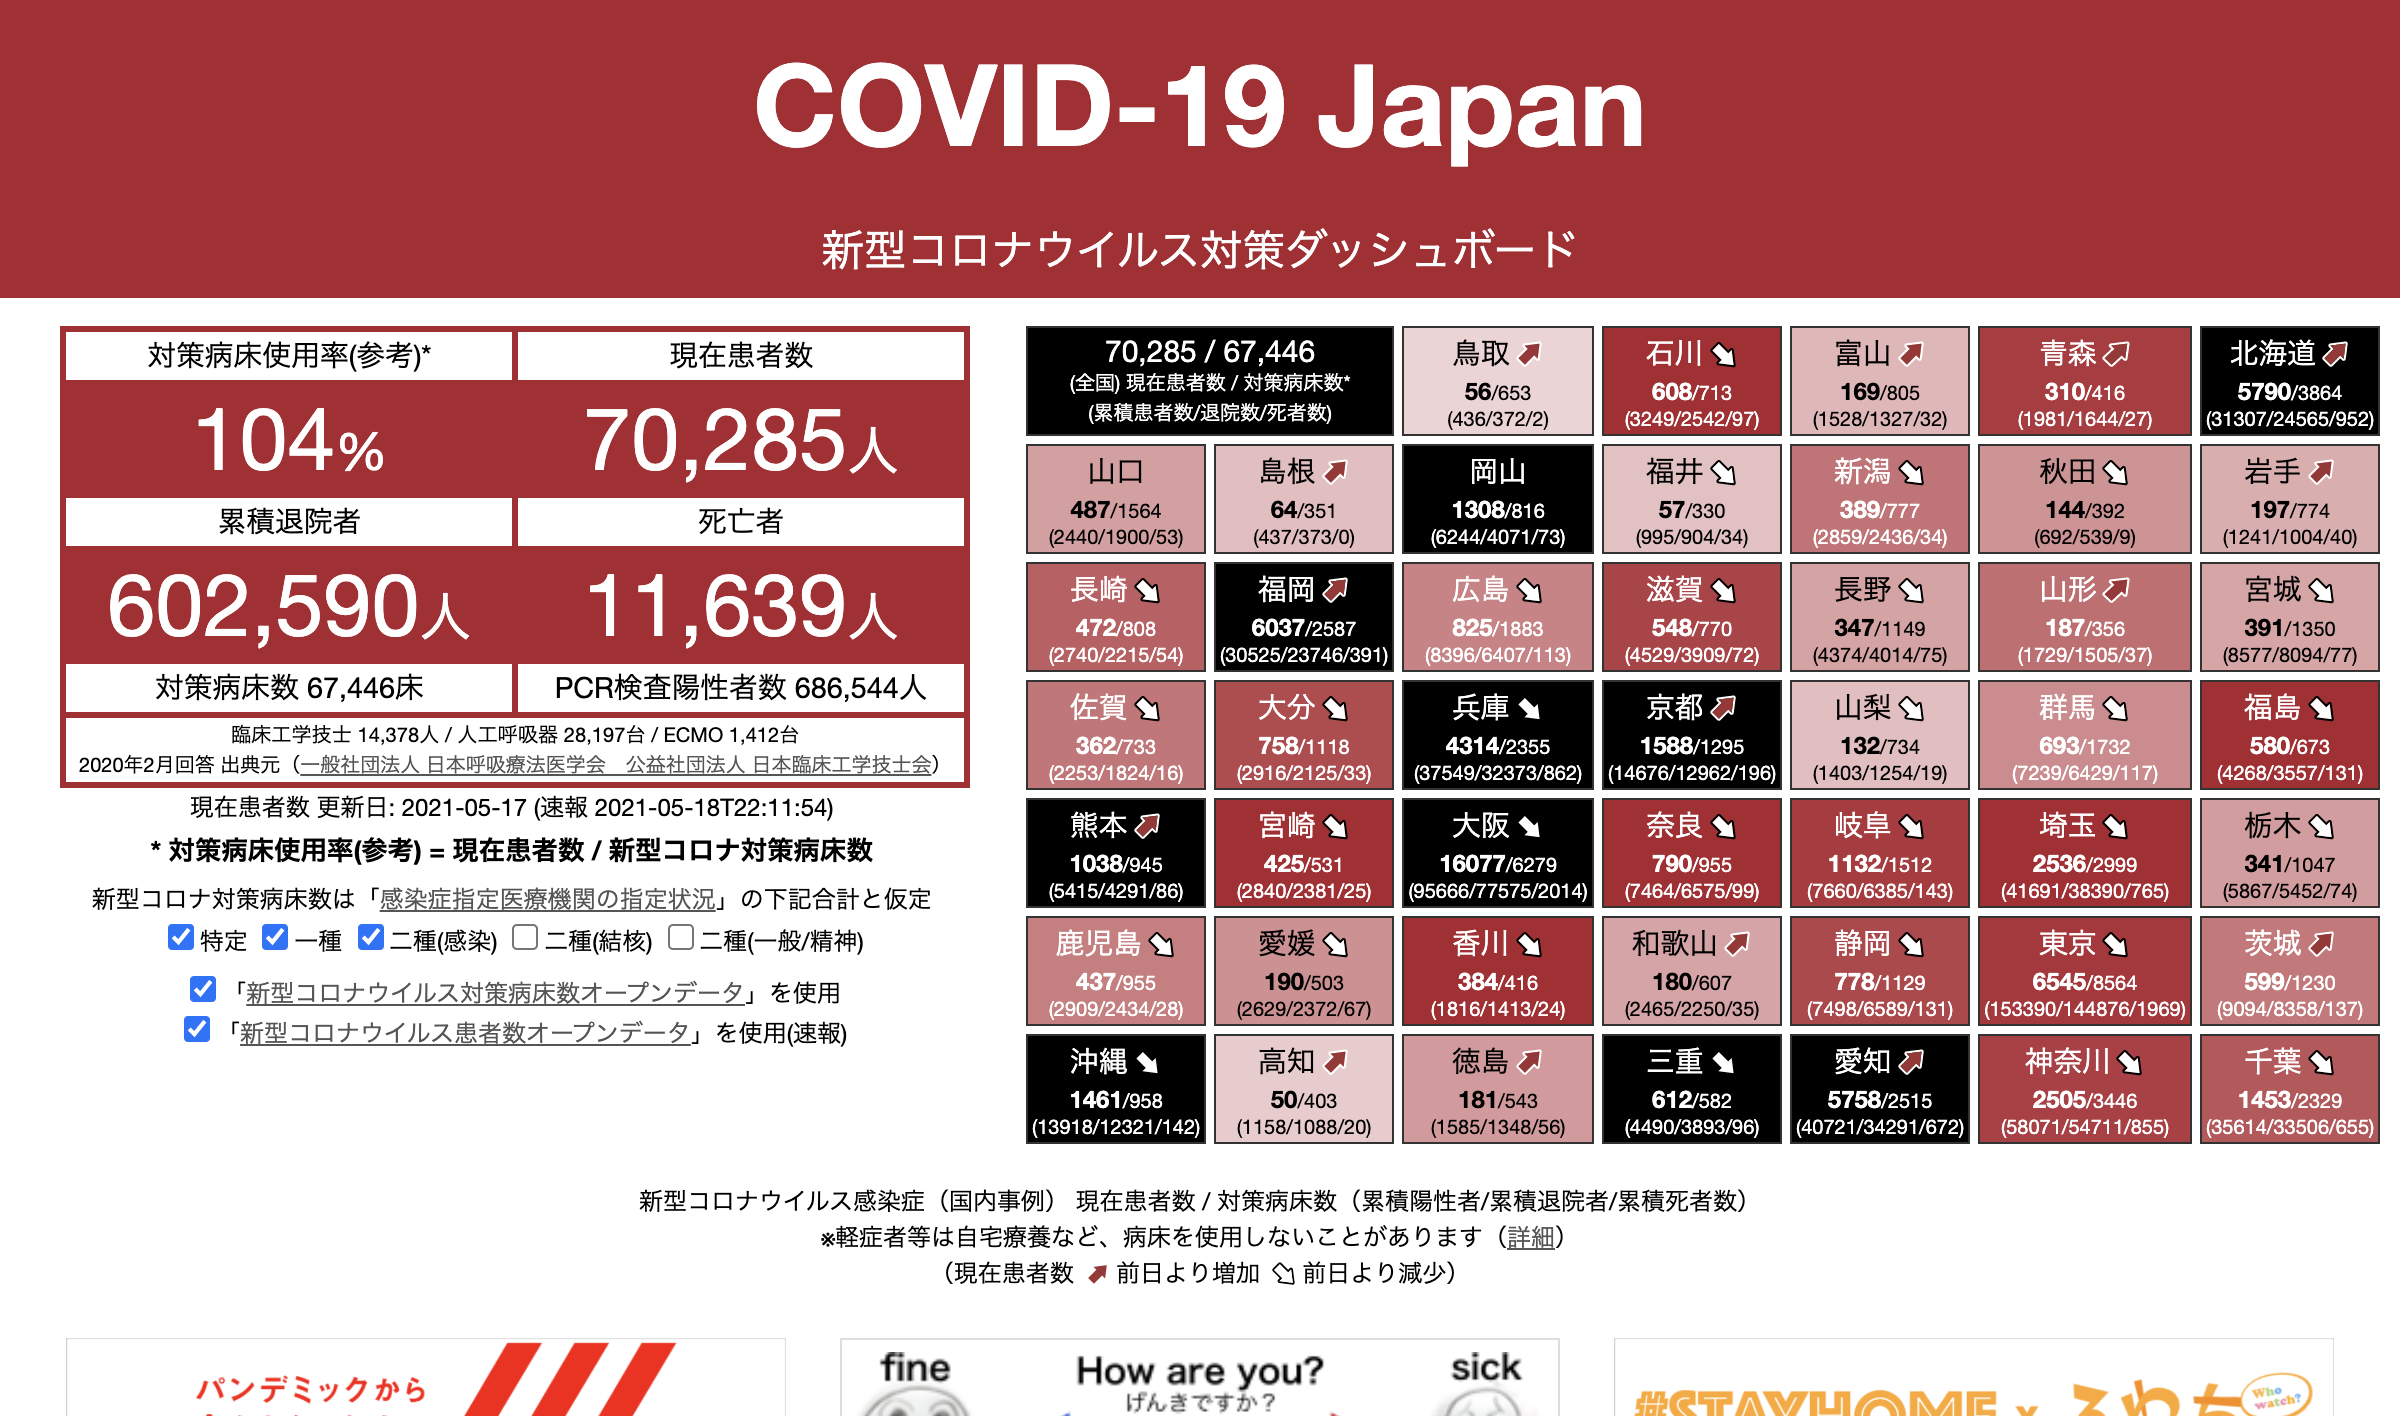 COVID-19 Japan
新型コロナウイルス対策ダッシュボード
対策病床使用率(参考)*
現在患者数
104%
70,285人
累積退院者
死亡者
602,590人
11,639人
対策病床数 67,446床
PCR検査陽性者数 686,544人
臨床工学技士 14,378人 / 人工呼吸器 28,197台 / ECMO 1,412台
2020年2月回答 出典元（一般社団法人 日本呼吸療法医学会　公益社団法人 日本臨床工学技士会）
現在患者数 更新日: 2021-05-17 (速報 2021-05-18T22:11:54)
* 対策病床使用率(参考) = 現在患者数 / 新型コロナ対策病床数
新型コロナ対策病床数は「感染症指定医療機関の指定状況」の下記合計と仮定
特定 一種 二種(感染) 二種(結核) 二種(一般/精神)
「新型コロナウイルス対策病床数オープンデータ」を使用
「新型コロナウイルス患者数オープンデータ」を使用(速報)
70,285 / 67,446
(全国) 現在患者数 / 対策病床数*
(累積患者数/退院数/死者数)
鳥取
56/653
(436/372/2)
石川
608/713
(3249/2542/97)
富山
169/805
(1528/1327/32)
青森
310/416
(1981/1644/27)
北海道
5790/3864
(31307/24565/952)
山口
487/1564
(2440/1900/53)
島根
64/351
(437/373/0)
岡山
1308/816
(6244/4071/73)
福井
57/330
(995/904/34)
新潟
389/777
(2859/2436/34)
秋田
144/392
(692/539/9)
岩手
197/774
(1241/1004/40)
長崎
472/808
(2740/2215/54)
福岡
6037/2587
(30525/23746/391)
広島
825/1883
(8396/6407/113)
滋賀
548/770
(4529/3909/72)
長野
347/1149
(4374/4014/75)
山形
187/356
(1729/1505/37)
宮城
391/1350
(8577/8094/77)
佐賀
362/733
(2253/1824/16)
大分
758/1118
(2916/2125/33)
兵庫
4314/2355
(37549/32373/862)
京都
1588/1295
(14676/12962/196)
山梨
132/734
(1403/1254/19)
群馬
693/1732
(7239/6429/117)
福島
580/673
(4268/3557/131)
熊本
1038/945
(5415/4291/86)
宮崎
425/531
(2840/2381/25)
大阪
16077/6279
(95666/77575/2014)
奈良
790/955
(7464/6575/99)
岐阜
1132/1512
(7660/6385/143)
埼玉
2536/2999
(41691/38390/765)
栃木
341/1047
(5867/5452/74)
鹿児島
437/955
(2909/2434/28)
愛媛
190/503
(2629/2372/67)
香川
384/416
(1816/1413/24)
和歌山
180/607
(2465/2250/35)
静岡
778/1129
(7498/6589/131)
東京
6545/8564
(153390/144876/1969)
茨城
599/1230
(9094/8358/137)
沖縄
1461/958
(13918/12321/142)
高知
50/403
(1158/1088/20)
徳島
181/543
(1585/1348/56)
三重
612/582
(4490/3893/96)
愛知
5758/2515
(40721/34291/672)
神奈川
2505/3446
(58071/54711/855)
千葉
1453/2329
(35614/33506/655)
新型コロナウイルス感染症（国内事例） 現在患者数 / 対策病床数（累積陽性者/累積退院者/累積死者数）
※軽症者等は自宅療養など、病床を使用しないことがあります（詳細）
（現在患者数 前日より増加 前日より減少）
パンデミックから
fine
How are you?
げんきですか？
sick
#STAYHOME x ふわっち
Who watch?